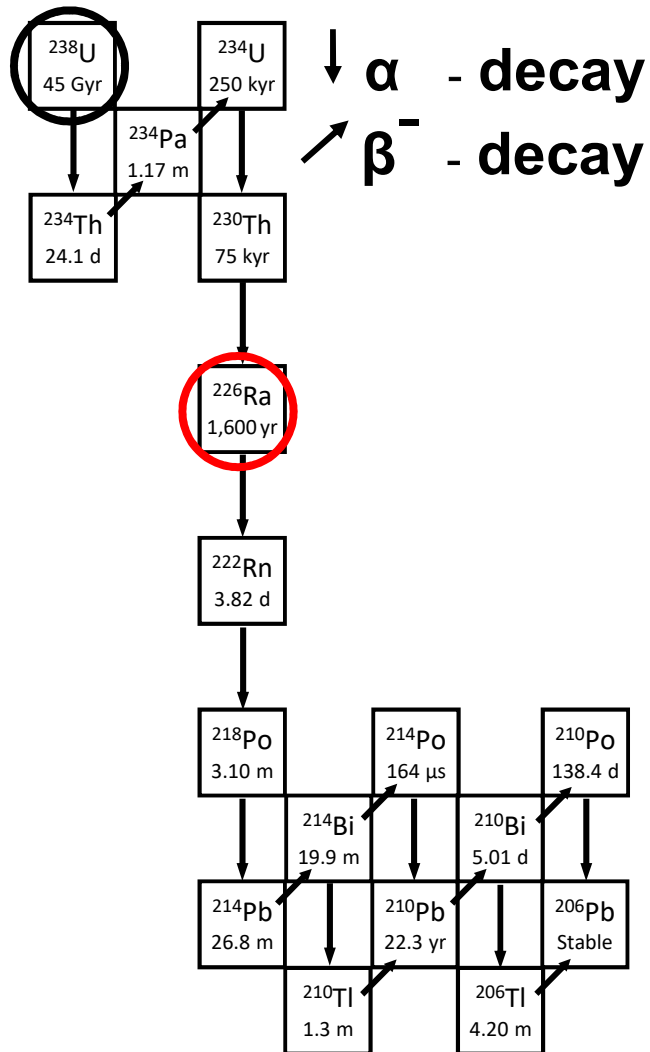 ²³⁸U
45 Gyr
²³⁴U
250 kyr
↓ α - decay
²³⁴Pa
1.17 m
↗ β⁻ - decay
²³⁴Th
24.1 d
²³⁰Th
75 kyr
²²⁶Ra
1,600 yr
²²²Rn
3.82 d
²¹⁸Po
3.10 m
²¹⁴Po
164 µs
²¹⁰Po
138.4 d
²¹⁴Bi
19.9 m
²¹⁰Bi
5.01 d
²¹⁴Pb
26.8 m
²¹⁰Pb
22.3 yr
²⁰⁶Pb
Stable
²¹⁰Tl
1.3 m
²⁰⁶Tl
4.20 m